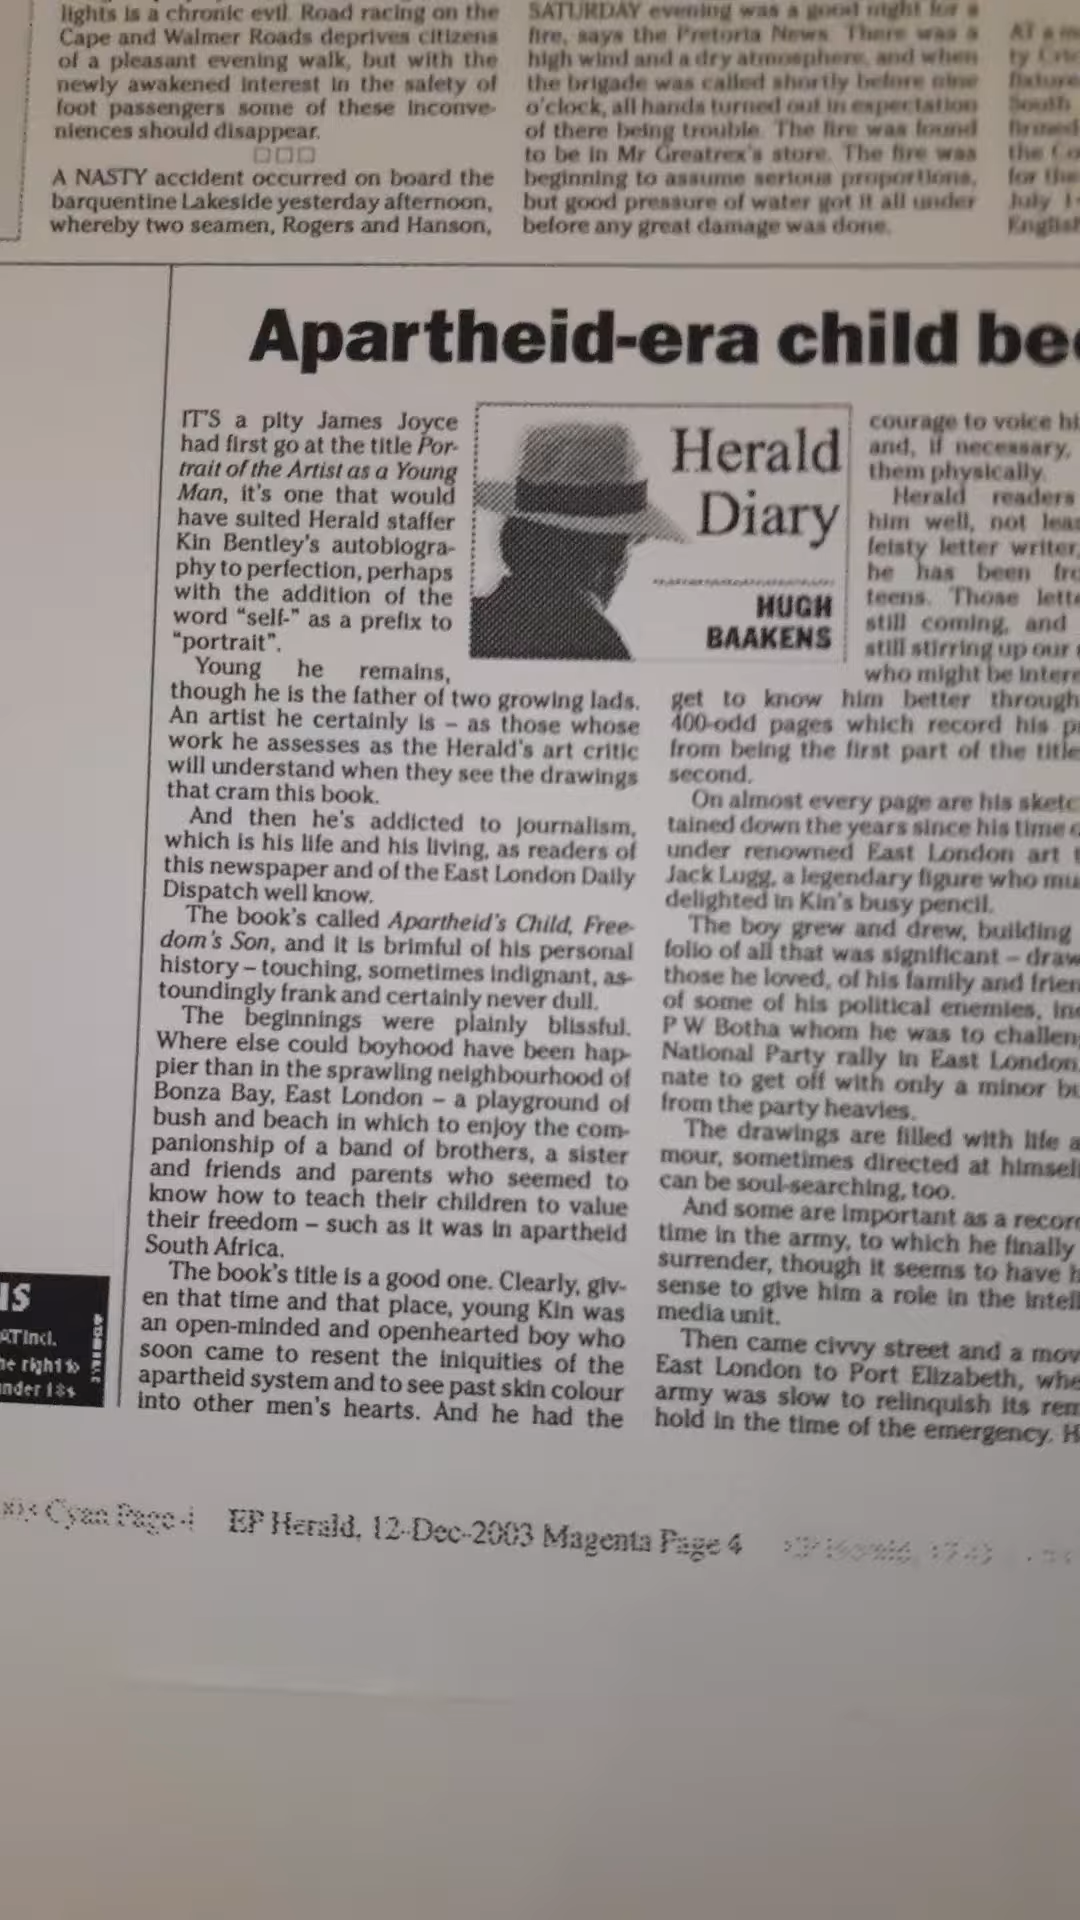 lights is a chronic evil. Road racing on the
Cape and Walmer Roads deprives citizens
of a pleasant evening walk, but with the
newly awakened interest in the safety of
foot passengers some of these inconve-
niences should disappear.
A NASTY accident occurred on board the
barquentine Lakeside yesterday afternoon,
whereby two seamen, Rogers and Hanson,
SATURDAY evening was a good night for a
fire, says the Pretoria News. There was a
high wind and a dry atmosphere, and when
the brigade was called shortly before nine
o'clock, all hands turned out in expectation
of there being trouble. The fire was found
to be in Mr Greatrex's store. The fire was
beginning to assume serious proportions,
but good pressure of water got it all under
before any great damage was done.
At a
ty
South
the
for the
July
English
Apartheid-era child
IT'S a pity James Joyce
had first go at the title Por-
trait of the Artist as a Young
Man, it's one that would
have suited Herald staffer
Kin Bentley's autobiogra-
phy to perfection, perhaps
with the addition of the
word "self-" as a prefix to
"portrait".
Young he remains,
though he is the father of two growing lads.
An artist he certainly is – as those whose
work he assesses as the Herald's art critic
will understand when they see the drawings
that cram this book.
And then he's addicted to journalism,
which is his life and his living, as readers of
this newspaper and of the East London Daily
Dispatch well know.
The book's called Apartheid's Child, Free-
dom's Son, and it is brimful of his personal
history – touching, sometimes indignant, as-
toundingly frank and certainly never dull.
The beginnings were plainly blissful.
Where else could boyhood have been hap-
pier than in the sprawling neighbourhood of
Bonza Bay, East London – a playground of
bush and beach in which to enjoy the com-
panionship of a band of brothers, a sister
and friends and parents who seemed to
know how to teach their children to value
their freedom – such as it was in apartheid
South Africa.
The book's title is a good one. Clearly, giv-
en that time and that place, young Kin was
an open-minded and openhearted boy who
soon came to resent the iniquities of the
apartheid system and to see past skin colour
into other men's hearts. And he had the
Herald
Diary
HUGH
BAAKENS
courage to voice
and, if necessary,
them physically.
Herald readers
him well, not
feisty letter writer,
he has been
teens. Those
still coming, and
still stirring up our
who might be
get to know him better through
400-odd pages which record his
from being the first part of the title
second.
On almost every page are his
tained down the years since his time
under renowned East London art
Jack Lugg, a legendary figure who
delighted in Kin's busy pencil.
The boy grew and drew, building
folio of all that was significant –
those he loved, of his family and
of some of his political enemies,
P W Botha whom he was to
National Party rally in East London.
nate to get off with only a minor
from the party heavies.
The drawings are filled with life
mour, sometimes directed at
can be soul-searching, too.
And some are important as a
time in the army, to which he finally
surrender, though it seems to have
sense to give him a role in the
media unit.
Then came civvy street and a
East London to Port Elizabeth,
army was slow to relinquish its
hold in the time of the emergency.
Incl.
right to
under 18s
Cyan Page 4
EP Herald, 12-Dec-2003 Magenta Page 4